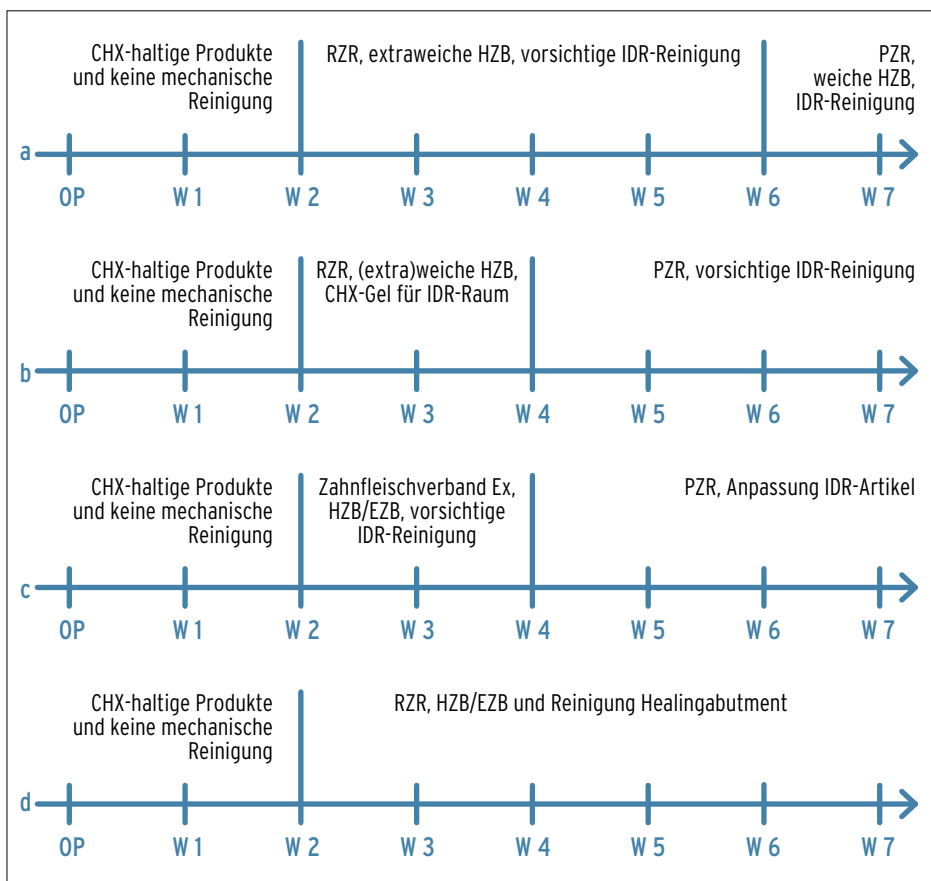 CHX-haltige Produkte
und keine mechanische
Reinigung
RZR, extraweiche HZB, vorsichtige IDR-Reinigung
PZR,
weiche HZB,
IDR-Reinigung
a
OP W 1 W 2 W 3 W 4 W 5 W 6 W 7
CHX-haltige Produkte
und keine mechanische
Reinigung
RZR, (extra)weiche HZB,
CHX-Gel für IDR-Raum
PZR, vorsichtige IDR-Reinigung
b
OP W 1 W 2 W 3 W 4 W 5 W 6 W 7
CHX-haltige Produkte
und keine mechanische
Reinigung
Zahnfleischverband Ex,
HZB/EZB, vorsichtige
IDR-Reinigung
PZR, Anpassung IDR-Artikel
c
OP W 1 W 2 W 3 W 4 W 5 W 6 W 7
CHX-haltige Produkte
und keine mechanische
Reinigung
RZR, HZB/EZB und Reinigung Healingabutment
d
OP W 1 W 2 W 3 W 4 W 5 W 6 W 7